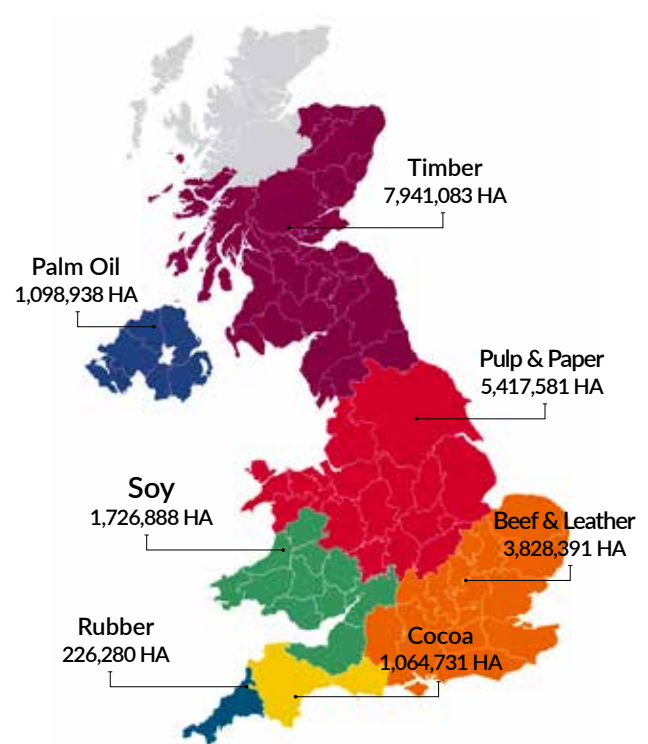 Timber
7,941,083 HA
Palm Oil
1,098,938 HA
Pulp & Paper
5,417,581 HA
Soy
1,726,888 HA
Beef & Leather
3,828,391 HA
Rubber
226,280 HA
Cocoa
1,064,731 HA